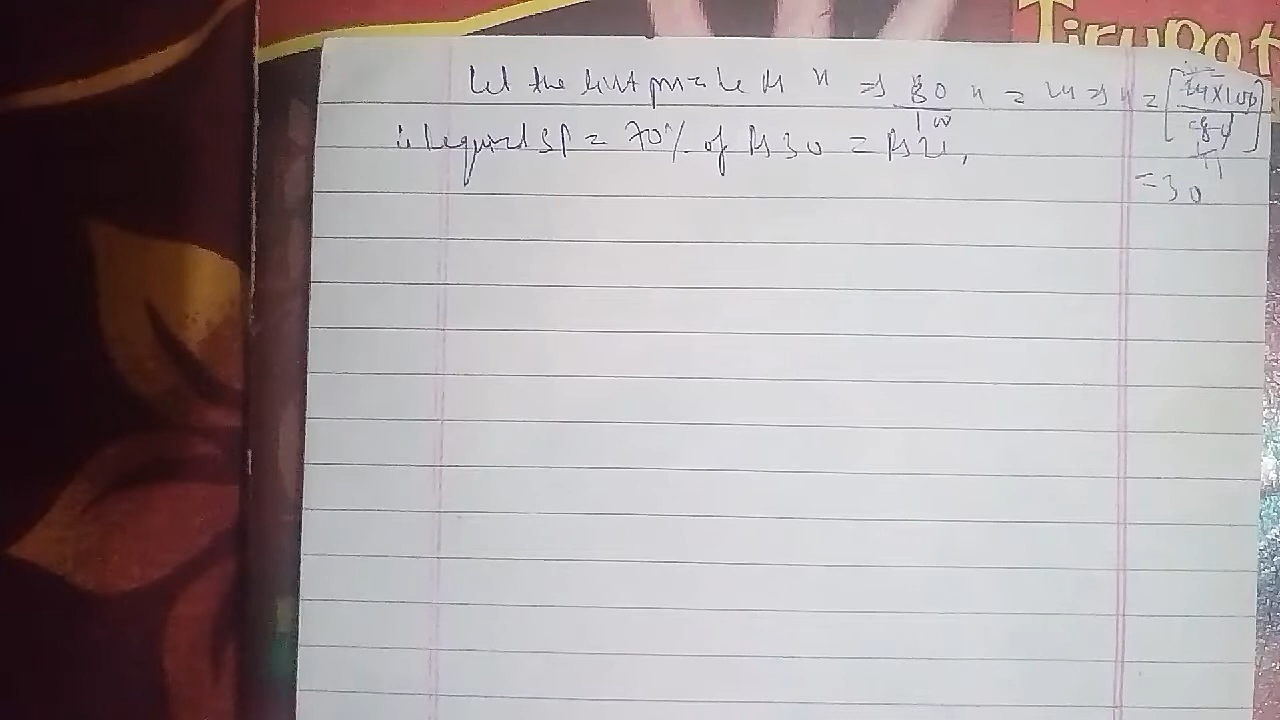 Tirupat
Let the list price be Rs x ⇒ 80/100 x = 24 ⇒ x = [24×100/80]
= 30
Required SP = 70% of Rs 30 = Rs 21,